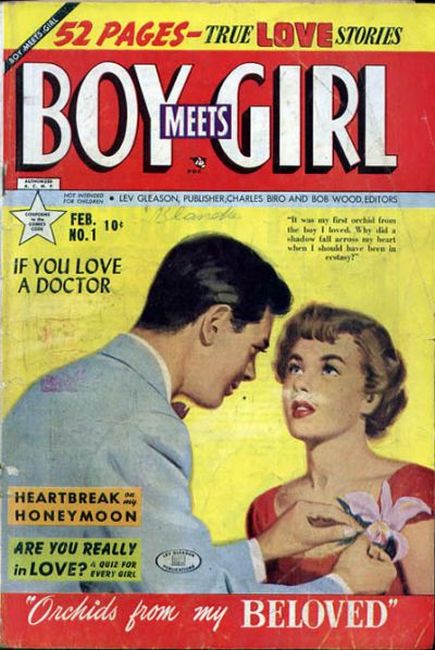 BOY MEETS GIRL
52 PAGES - TRUE LOVE STORIES
BOY MEETS GIRL
AUTHORIZED
A.C.M.P.
CONFORMS
to the
COMICS
CODE
NOT INTENDED
FOR CHILDREN
• LEV GLEASON, PUBLISHER; CHARLES BIRO AND BOB WOOD, EDITORS
FEB.
NO. 1
10¢
Blanche
"It was my first orchid from
the boy I loved. Why did a
shadow fall across my heart
when I should have been in
ecstasy?"
IF YOU LOVE
A DOCTOR
HEARTBREAK on my
HONEYMOON
ARE YOU REALLY
in LOVE? A QUIZ FOR
EVERY GIRL
LEV GLEASON
PUBLICATIONS
"Orchids from my BELOVED"